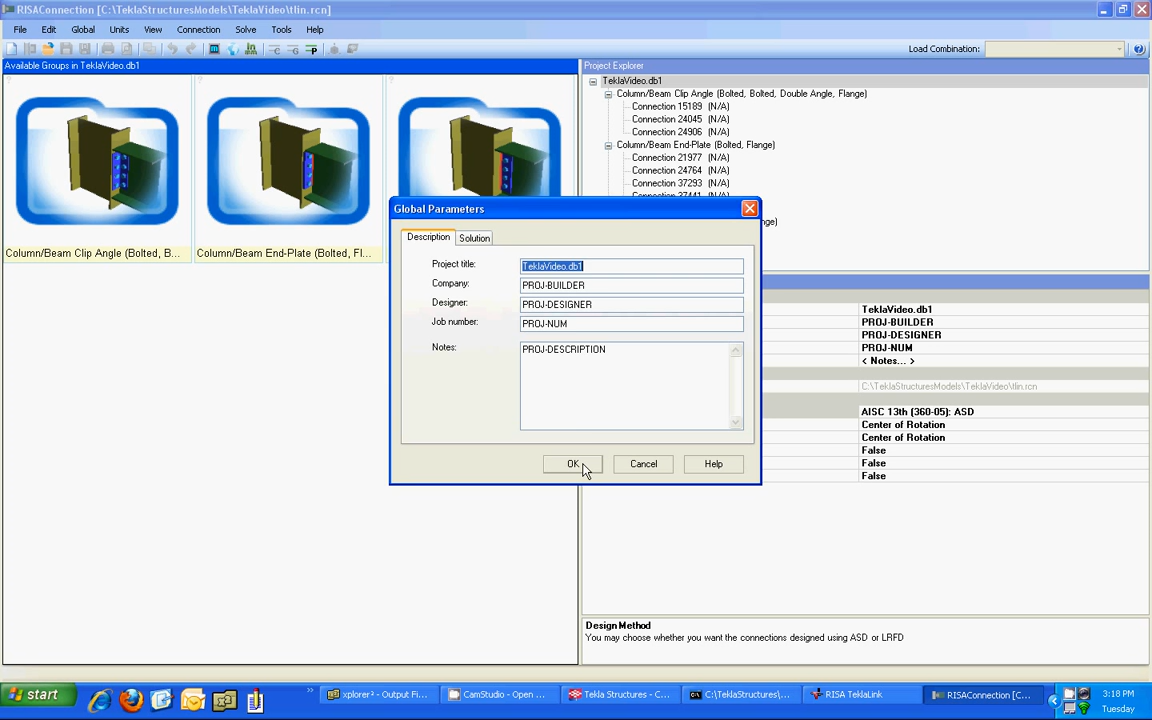 RISAConnection [C:\TeklaStructuresModels\TeklaVideo\tlin.rcn]
File Edit Global Units View Connection Solve Tools Help
Load Combination:
Available Groups in TeklaVideo.db1
Project Explorer
TeklaVideo.db1
Column/Beam Clip Angle (Bolted, Bolted, Double Angle, Flange)
Connection 15189 (N/A)
Connection 24045 (N/A)
Connection 24906 (N/A)
Column/Beam End-Plate (Bolted, Flange)
Connection 21977 (N/A)
Connection 24764 (N/A)
Connection 37293 (N/A)
Column/Beam Clip Angle (Bolted, B...
Column/Beam End-Plate (Bolted, Fl...
Global Parameters
Description Solution
Project title: TeklaVideo.db1
Company: PROJ-BUILDER
Designer: PROJ-DESIGNER
Job number: PROJ-NUM
Notes: PROJ-DESCRIPTION
OK Cancel Help
TeklaVideo.db1
PROJ-BUILDER
PROJ-DESIGNER
PROJ-NUM
< Notes... >
C:\TeklaStructuresModels\TeklaVideo\tlin.rcn
AISC 13th (360-05): ASD
Center of Rotation
Center of Rotation
False
False
False
Design Method
You may choose whether you want the connections designed using ASD or LRFD
start
xplorer² - Output Fi...
CamStudio - Open ...
Tekla Structures - C...
C:\TeklaStructures\...
RISA TeklaLink
RISAConnection [C...
3:18 PM
Tuesday